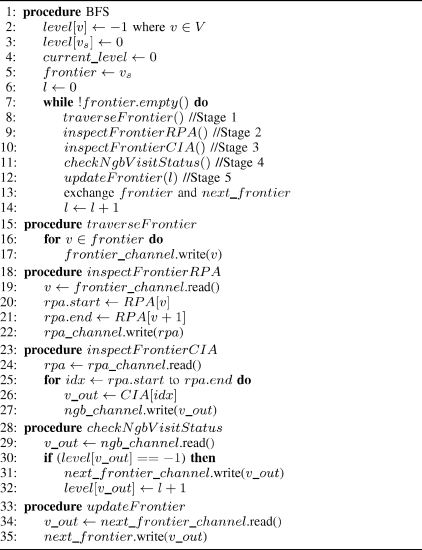 1: procedure BFS
2: level[v] ← −1 where v ∈ V
3: level[v_s] ← 0
4: current_level ← 0
5: frontier ← v_s
6: l ← 0
7: while !frontier.empty() do
8: traverseFrontier() //Stage 1
9: inspectFrontierRPA() //Stage 2
10: inspectFrontierCIA() //Stage 3
11: checkNgbVisitStatus() //Stage 4
12: updateFrontier(l) //Stage 5
13: exchange frontier and next_frontier
14: l ← l + 1
15: procedure traverseFrontier
16: for v ∈ frontier do
17: frontier_channel.write(v)
18: procedure inspectFrontierRPA
19: v ← frontier_channel.read()
20: rpa.start ← RPA[v]
21: rpa.end ← RPA[v + 1]
22: rpa_channel.write(rpa)
23: procedure inspectFrontierCIA
24: rpa ← rpa_channel.read()
25: for idx ← rpa.start to rpa.end do
26: v_out ← CIA[idx]
27: ngb_channel.write(v_out)
28: procedure checkNgbVisitStatus
29: v_out ← ngb_channel.read()
30: if (level[v_out] == −1) then
31: next_frontier_channel.write(v_out)
32: level[v_out] ← l + 1
33: procedure updateFrontier
34: v_out ← next_frontier_channel.read()
35: next_frontier.write(v_out)